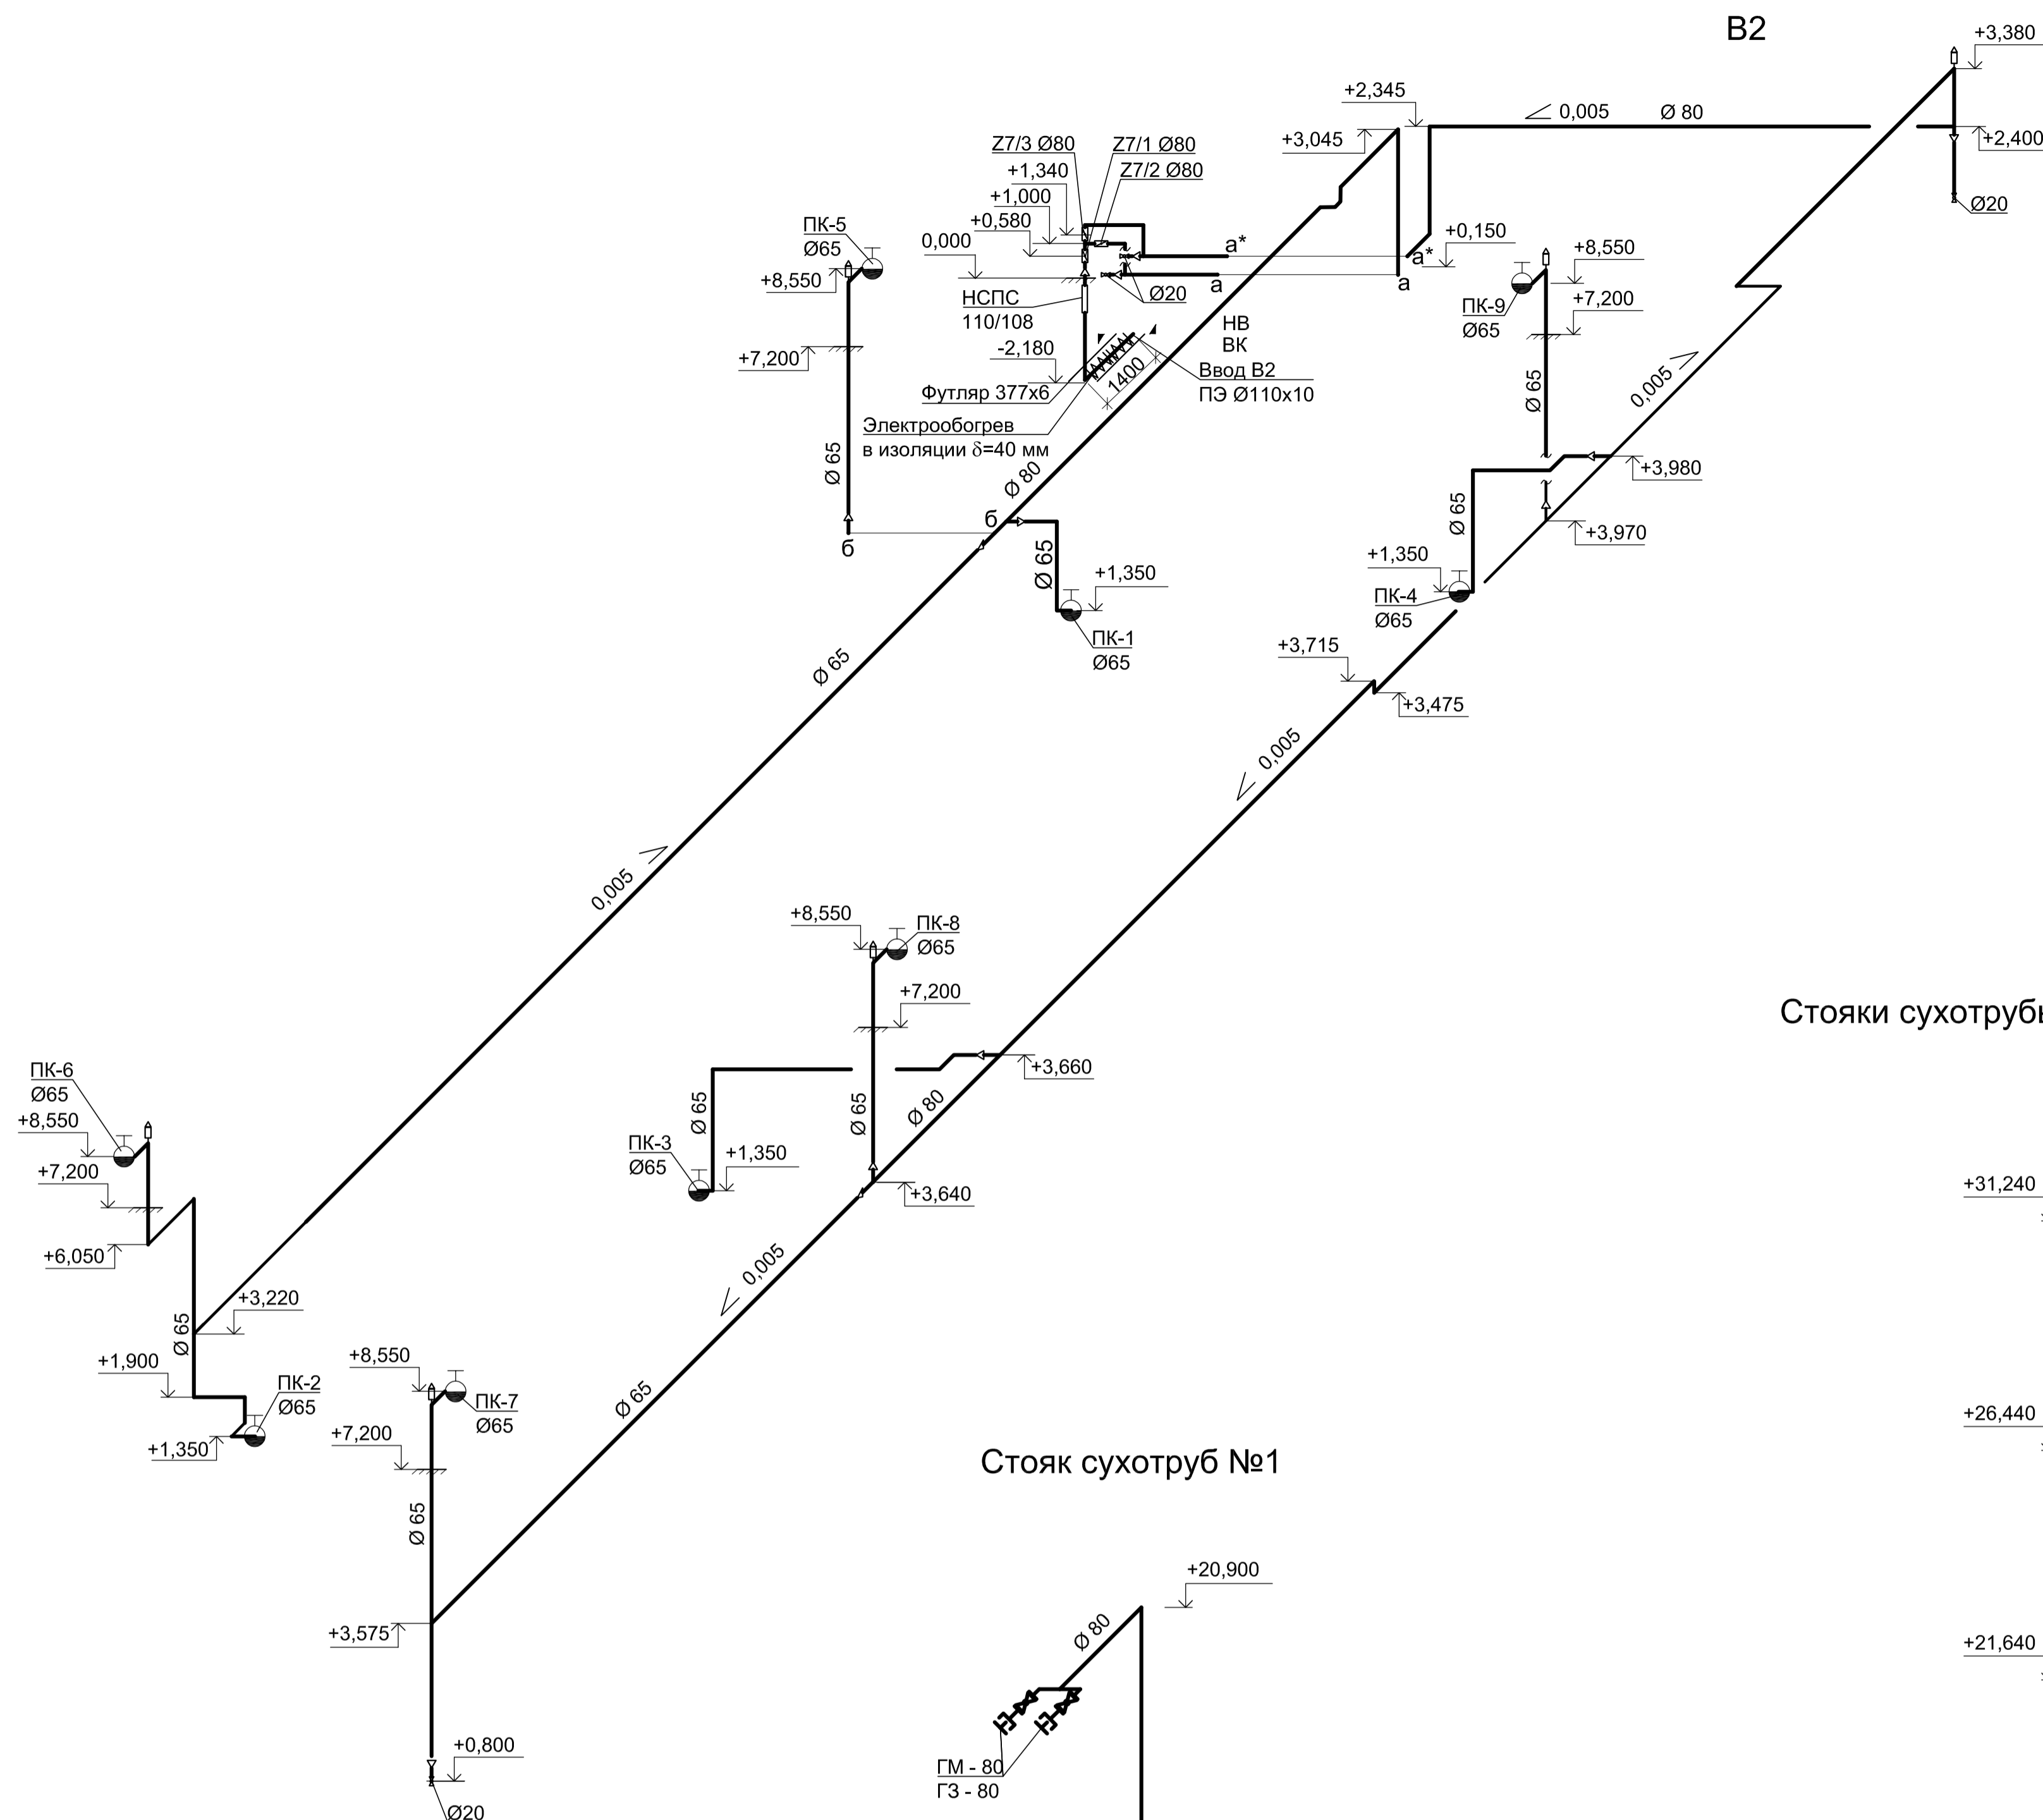 В2
+3,380
+2,345
0,005
Ø 80
+2,400
Ø20
+3,045
Z7/3 Ø80
Z7/1 Ø80
Z7/2 Ø80
+1,340
+1,000
+0,580
0,000
ПК-5
Ø65
+8,550
+7,200
Ø 65
б
НСПС
110/108
-2,180
Футляр 377x6
Электрообогрев
в изоляции δ=40 мм
1400
Ø20
а*
а
НВ
ВК
Ввод В2
ПЭ Ø110x10
а*
а
+0,150
ПК-9
Ø65
+8,550
+7,200
Ø 65
0,005
+3,980
+3,970
Ø 65
+1,350
ПК-4
Ø65
Ø 80
б
Ø 65
+1,350
ПК-1
Ø65
Ø 65
+3,715
+3,475
0,005
0,005
+8,550
ПК-8
Ø65
+7,200
+3,660
Ø 65
Ø 65
Ø 80
ПК-3
Ø65
+1,350
+3,640
0,005
Стояки сухотрубы
ПК-6
Ø65
+8,550
+7,200
+6,050
+3,220
Ø 65
+1,900
ПК-2
Ø65
+1,350
+8,550
ПК-7
Ø65
+7,200
Ø 65
Ø 65
+3,575
+0,800
Ø20
Стояк сухотруб №1
+20,900
Ø 80
ГМ - 80
ГЗ - 80
+31,240
+26,440
+21,640